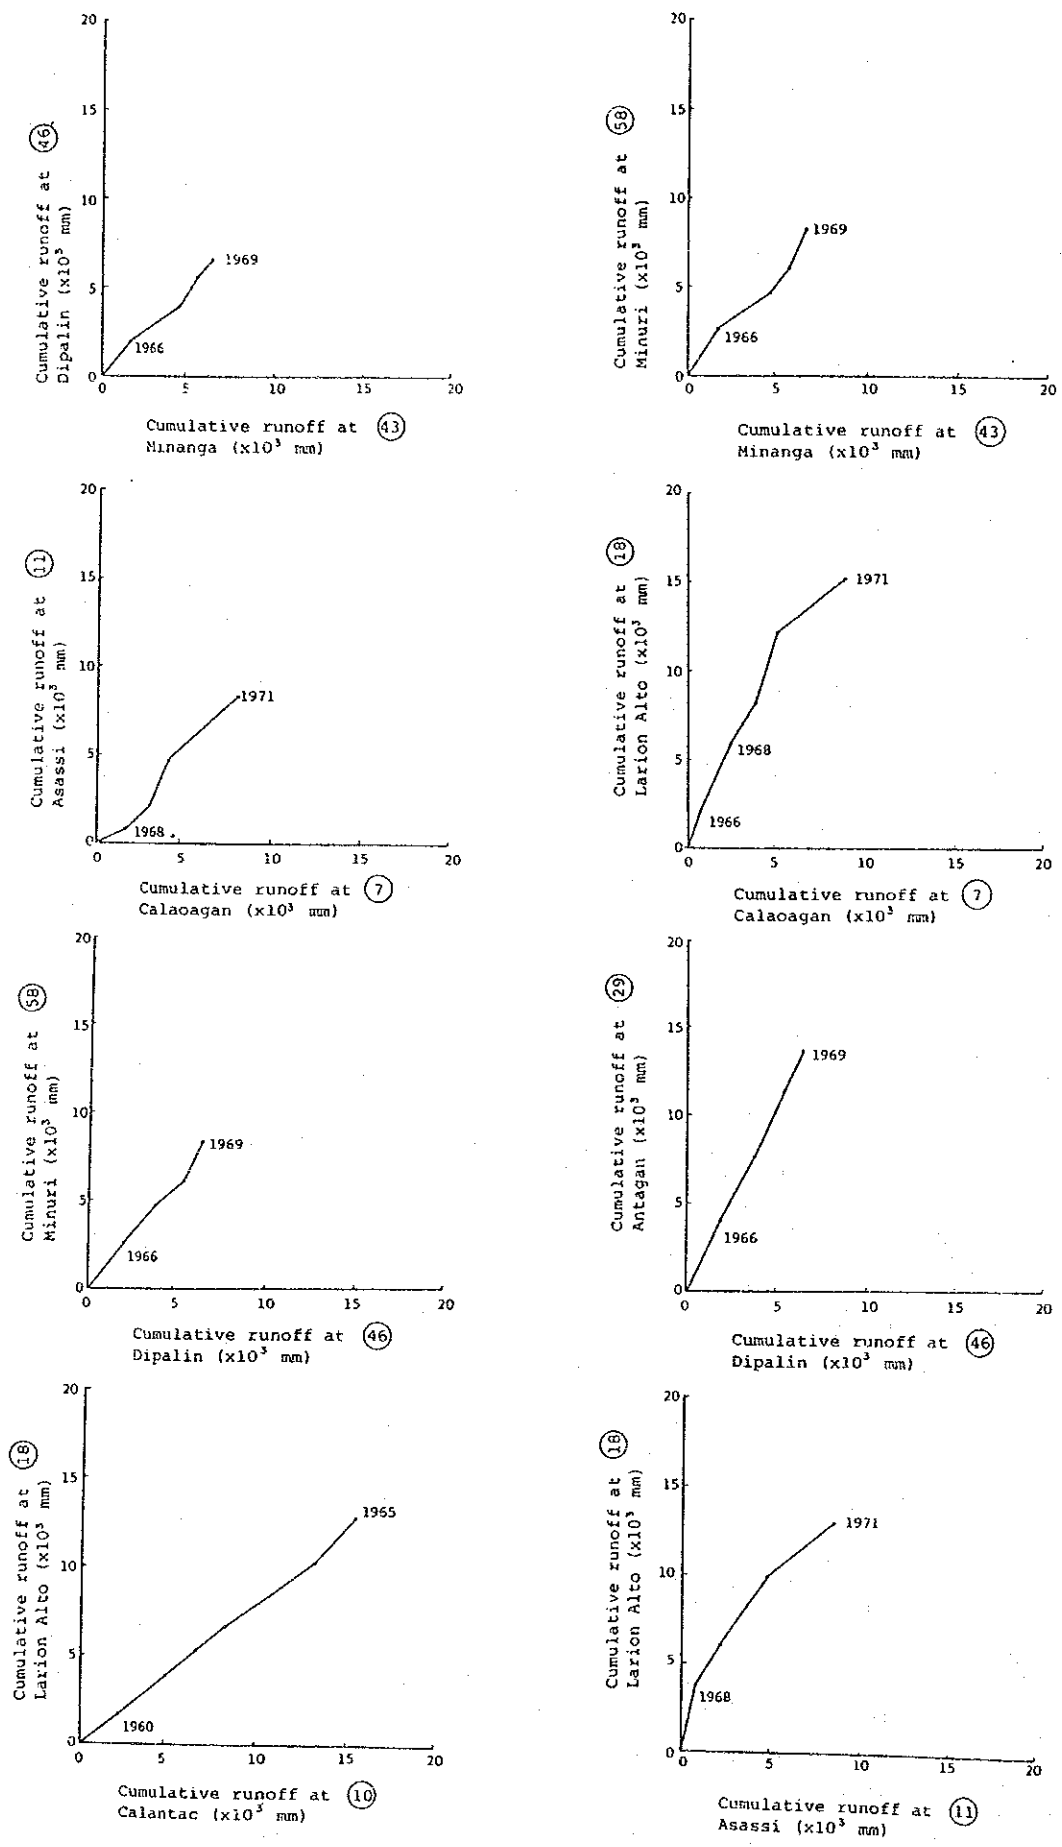 20
15
10
5
0
Cumulative runoff at 46
Dipalin (x10³ mm)
1969
1966
0 5 10 15 20
Cumulative runoff at 43
Minanga (x10³ mm)
20
15
10
5
0
Cumulative runoff at 58
Minuri (x10³ mm)
1969
1966
0 5 10 15 20
Cumulative runoff at 43
Minanga (x10³ mm)
20
15
10
5
0
Cumulative runoff at 11
Asassi (x10³ mm)
1971
1968
0 5 10 15 20
Cumulative runoff at 7
Calaoagan (x10³ mm)
20
15
10
5
0
Cumulative runoff at 18
Larion Alto (x10³ mm)
1971
1968
1966
0 5 10 15 20
Cumulative runoff at 7
Calaoagan (x10³ mm)
20
15
10
5
0
Cumulative runoff at 58
Minuri (x10³ mm)
1969
1966
0 5 10 15 20
Cumulative runoff at 46
Dipalin (x10³ mm)
20
15
10
5
0
Cumulative runoff at 29
Antagan (x10³ mm)
1969
1966
0 5 10 15 20
Cumulative runoff at 46
Dipalin (x10³ mm)
20
15
10
5
0
Cumulative runoff at 18
Larion Alto (x10³ mm)
1965
1960
0 5 10 15 20
Cumulative runoff at 10
Calantac (x10³ mm)
20
15
10
5
0
Cumulative runoff at 18
Larion Alto (x10³ mm)
1971
1968
0 5 10 15 20
Cumulative runoff at 11
Asassi (x10³ mm)